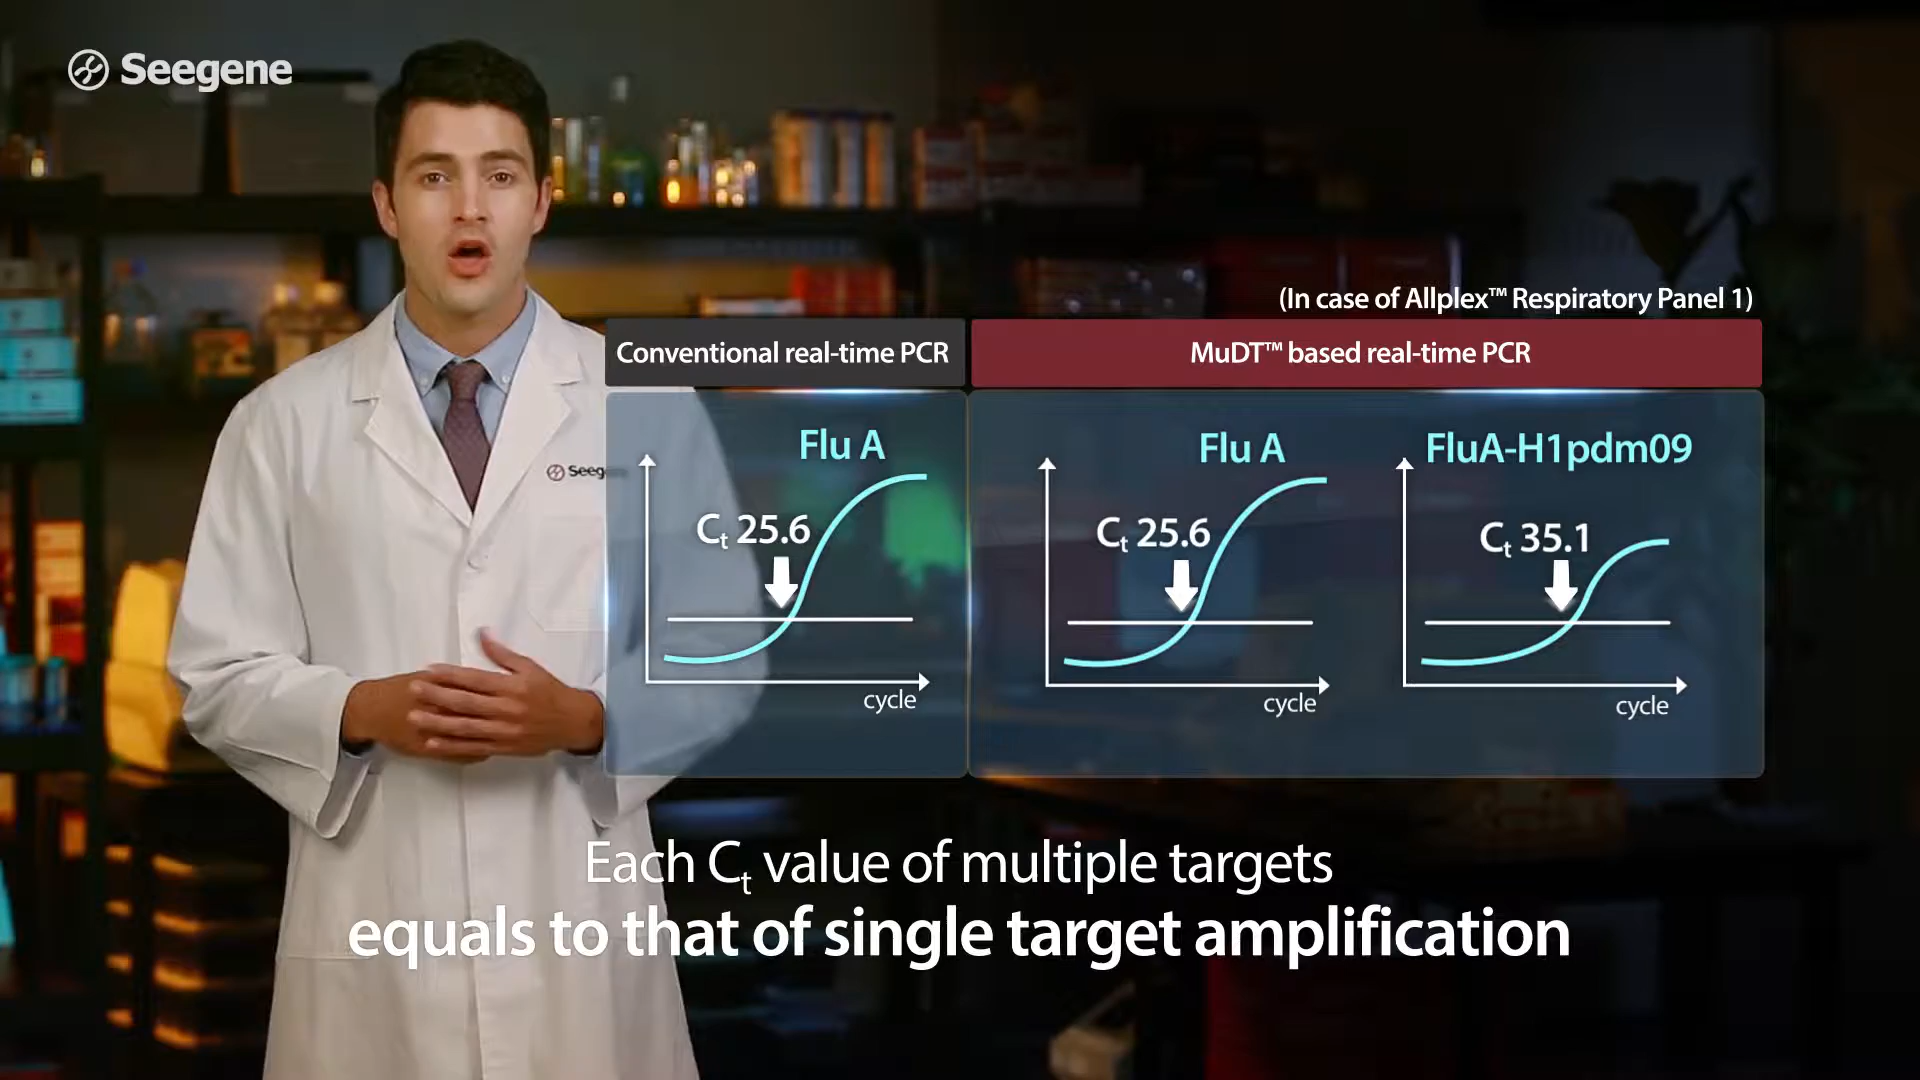 Seegene
(In case of Allplex™ Respiratory Panel 1)
Conventional real-time PCR
MuDT™ based real-time PCR
Flu A
Flu A
FluA-H1pdm09
Seeg
Ct 25.6
Ct 25.6
Ct 35.1
cycle
cycle
cycle
Each Ct value of multiple targets
equals to that of single target amplification